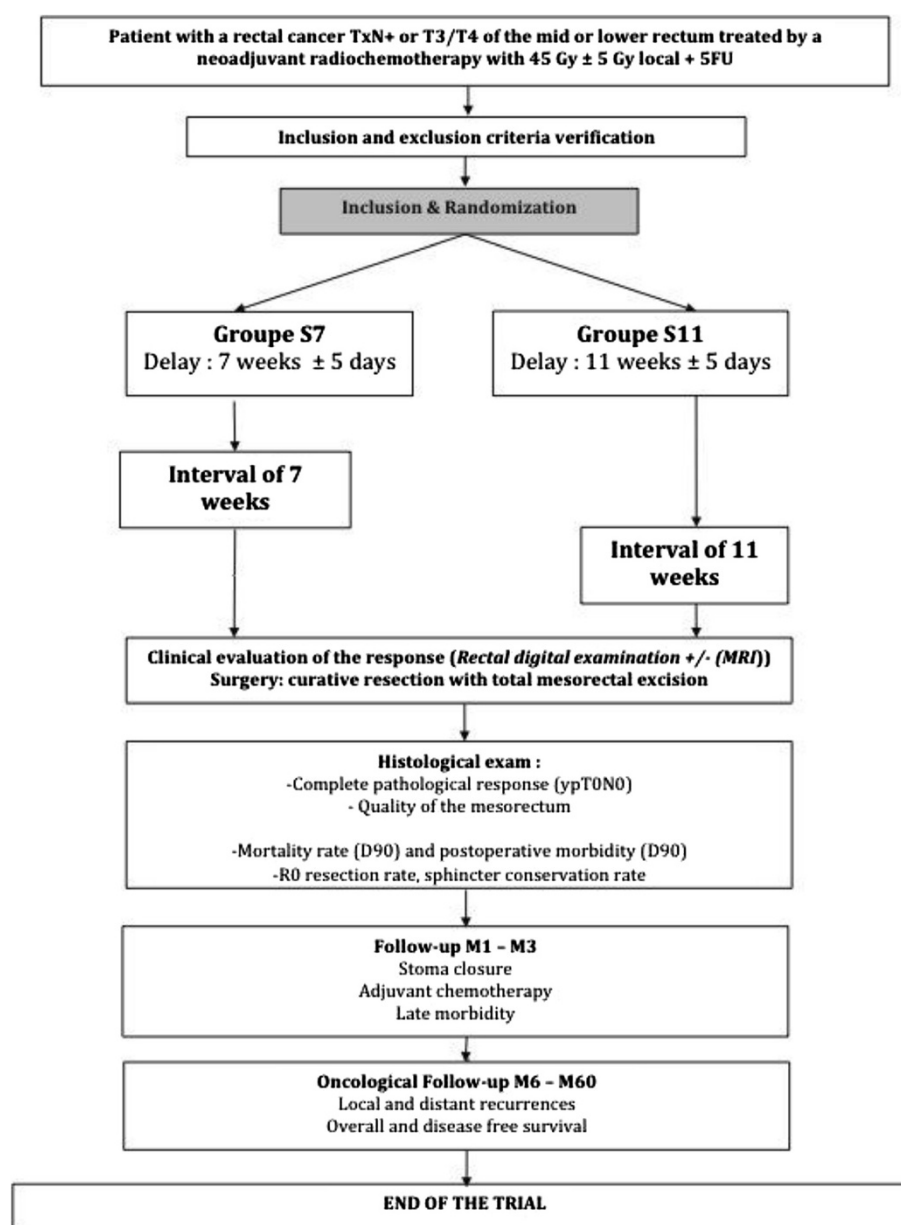 Patient with a rectal cancer TxN+ or T3/T4 of the mid or lower rectum treated by a
neoadjuvant radiochemotherapy with 45 Gy ± 5 Gy local + 5FU
Inclusion and exclusion criteria verification
Inclusion & Randomization
Groupe S7
Delay : 7 weeks ± 5 days
Groupe S11
Delay : 11 weeks ± 5 days
Interval of 7
weeks
Interval of 11
weeks
Clinical evaluation of the response (Rectal digital examination +/- (MRI))
Surgery: curative resection with total mesorectal excision
Histological exam :
-Complete pathological response (ypT0N0)
- Quality of the mesorectum
-Mortality rate (D90) and postoperative morbidity (D90)
-R0 resection rate, sphincter conservation rate
Follow-up M1 – M3
Stoma closure
Adjuvant chemotherapy
Late morbidity
Oncological Follow-up M6 – M60
Local and distant recurrences
Overall and disease free survival
END OF THE TRIAL